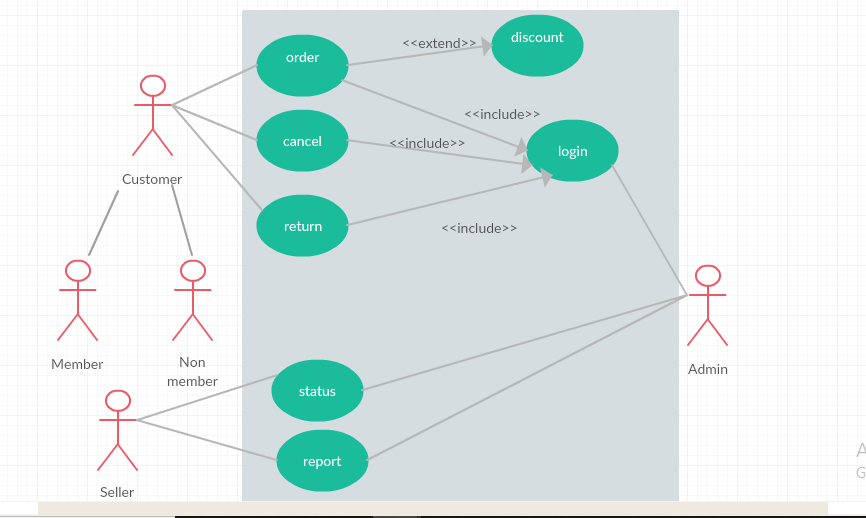 discount
<<extend>>
order
<<include>>
cancel
<<include>>
login
Customer
return
<<include>>
Member
Non
member
Admin
status
report
Seller
A
G